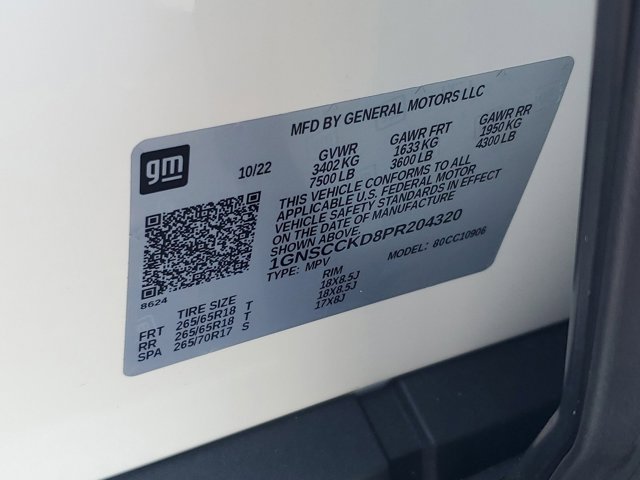 MFD BY GENERAL MOTORS LLC
gm
10/22
GVWR GAWR FRT GAWR RR
3402 KG 1633 KG 1950 KG
7500 LB 3600 LB 4300 LB
THIS VEHICLE CONFORMS TO ALL
APPLICABLE U.S. FEDERAL MOTOR
VEHICLE SAFETY STANDARDS IN EFFECT
ON THE DATE OF MANUFACTURE
1GNSCCKD8PR204320
TYPE: MPV MODEL: 80CC10906
8624
TIRE SIZE RIM
FRT 265/65R18 T 18X8.5J
RR 265/65R18 T 18X8.5J
SPA 265/70R17 S 17X8J